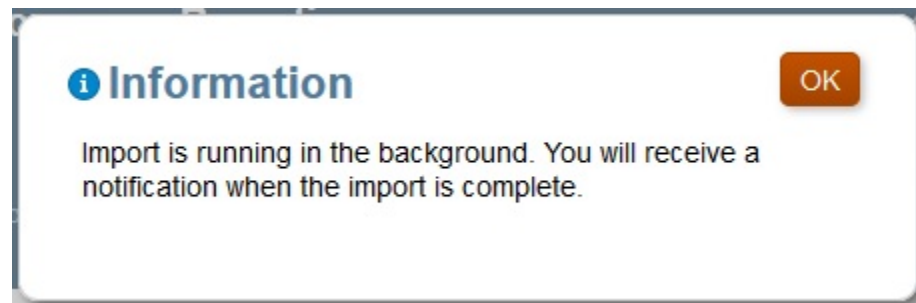 Information
OK
Import is running in the background. You will receive a
notification when the import is complete.